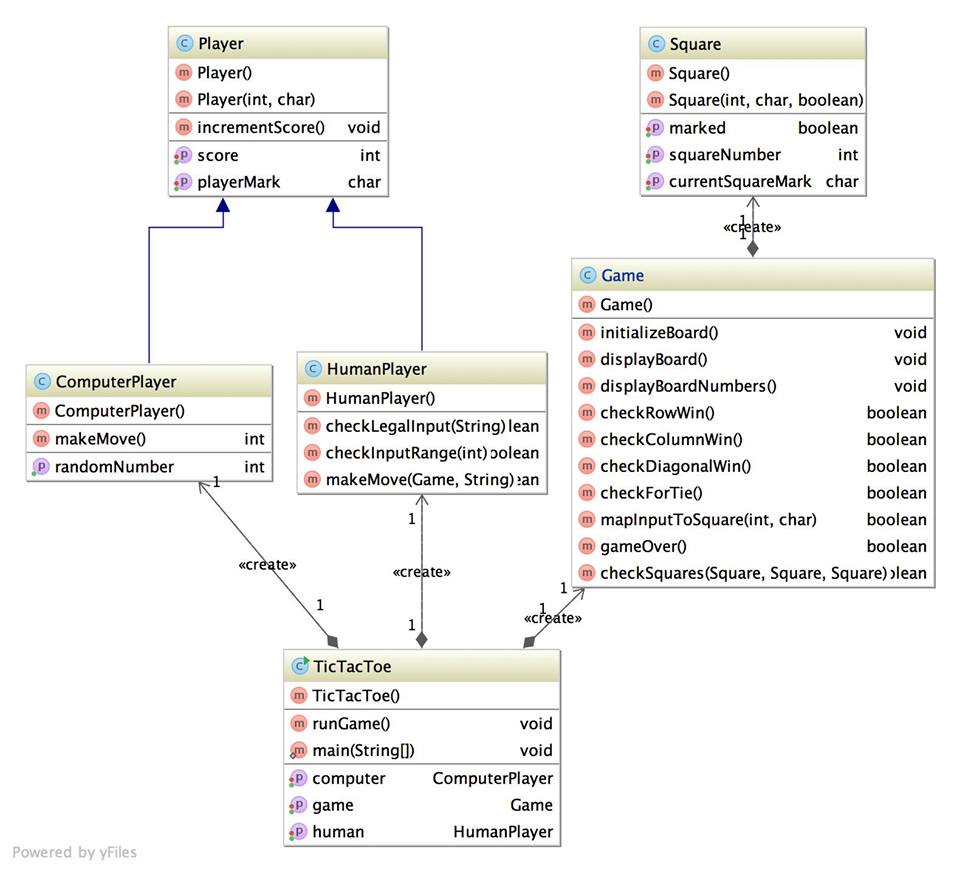 Player
Player()
Player(int, char)
incrementScore() void
score int
playerMark char
Square
Square()
Square(int, char, boolean)
marked boolean
squareNumber int
currentSquareMark char
1
«create»
1
Game
Game()
initializeBoard() void
displayBoard() void
displayBoardNumbers() void
checkRowWin() boolean
checkColumnWin() boolean
checkDiagonalWin() boolean
checkForTie() boolean
mapInputToSquare(int, char) boolean
gameOver() boolean
checkSquares(Square, Square, Square)
ComputerPlayer
ComputerPlayer()
makeMove() int
randomNumber int
HumanPlayer
HumanPlayer()
checkLegalInput(String)
checkInputRange(int)
makeMove(Game, String)
1
«create»
1
1
«create»
1
1
1
«create»
TicTacToe
TicTacToe()
runGame() void
main(String[]) void
computer ComputerPlayer
game Game
human HumanPlayer
Powered by yFiles